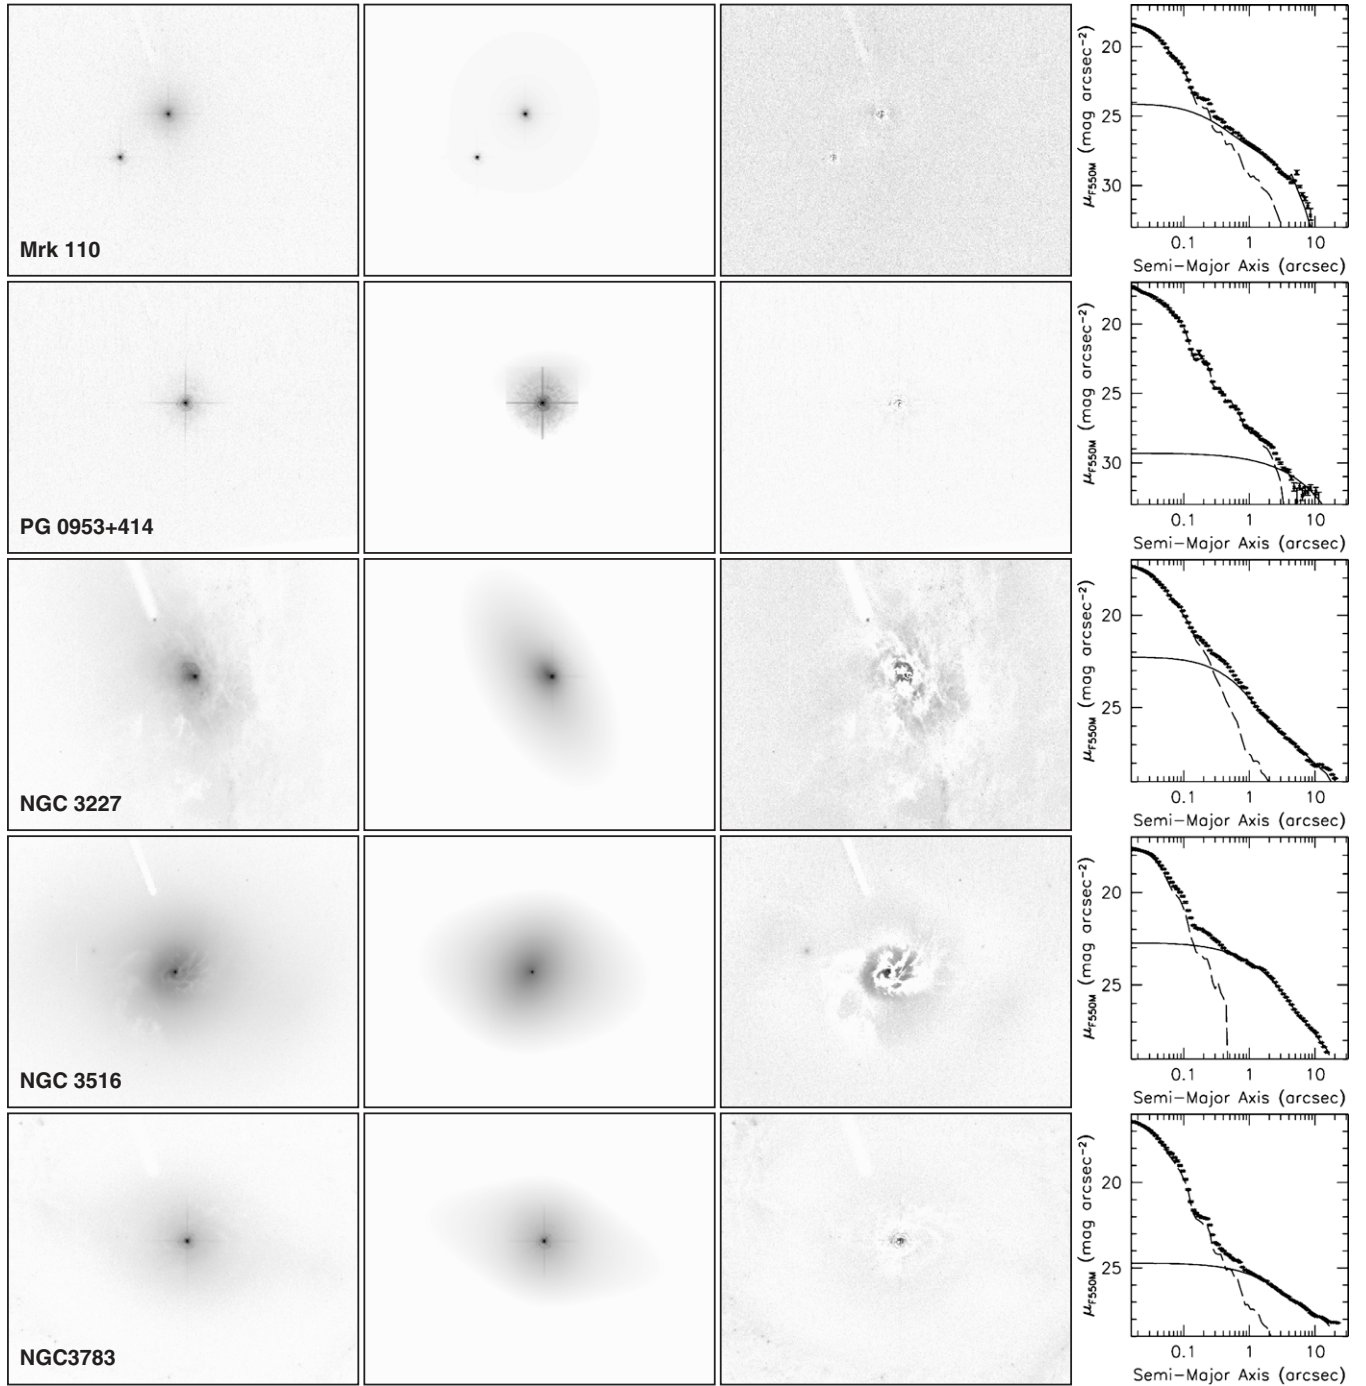 Mrk 110
20
25
30
μF550M (mag arcsec−2)
0.1 1 10
Semi−Major Axis (arcsec)
PG 0953+414
20
25
30
μF550M (mag arcsec−2)
0.1 1 10
Semi−Major Axis (arcsec)
NGC 3227
20
25
μF550M (mag arcsec−2)
0.1 1 10
Semi−Major Axis (arcsec)
NGC 3516
20
25
μF550M (mag arcsec−2)
0.1 1 10
Semi−Major Axis (arcsec)
NGC3783
20
25
μF550M (mag arcsec−2)
0.1 1 10
Semi−Major Axis (arcsec)